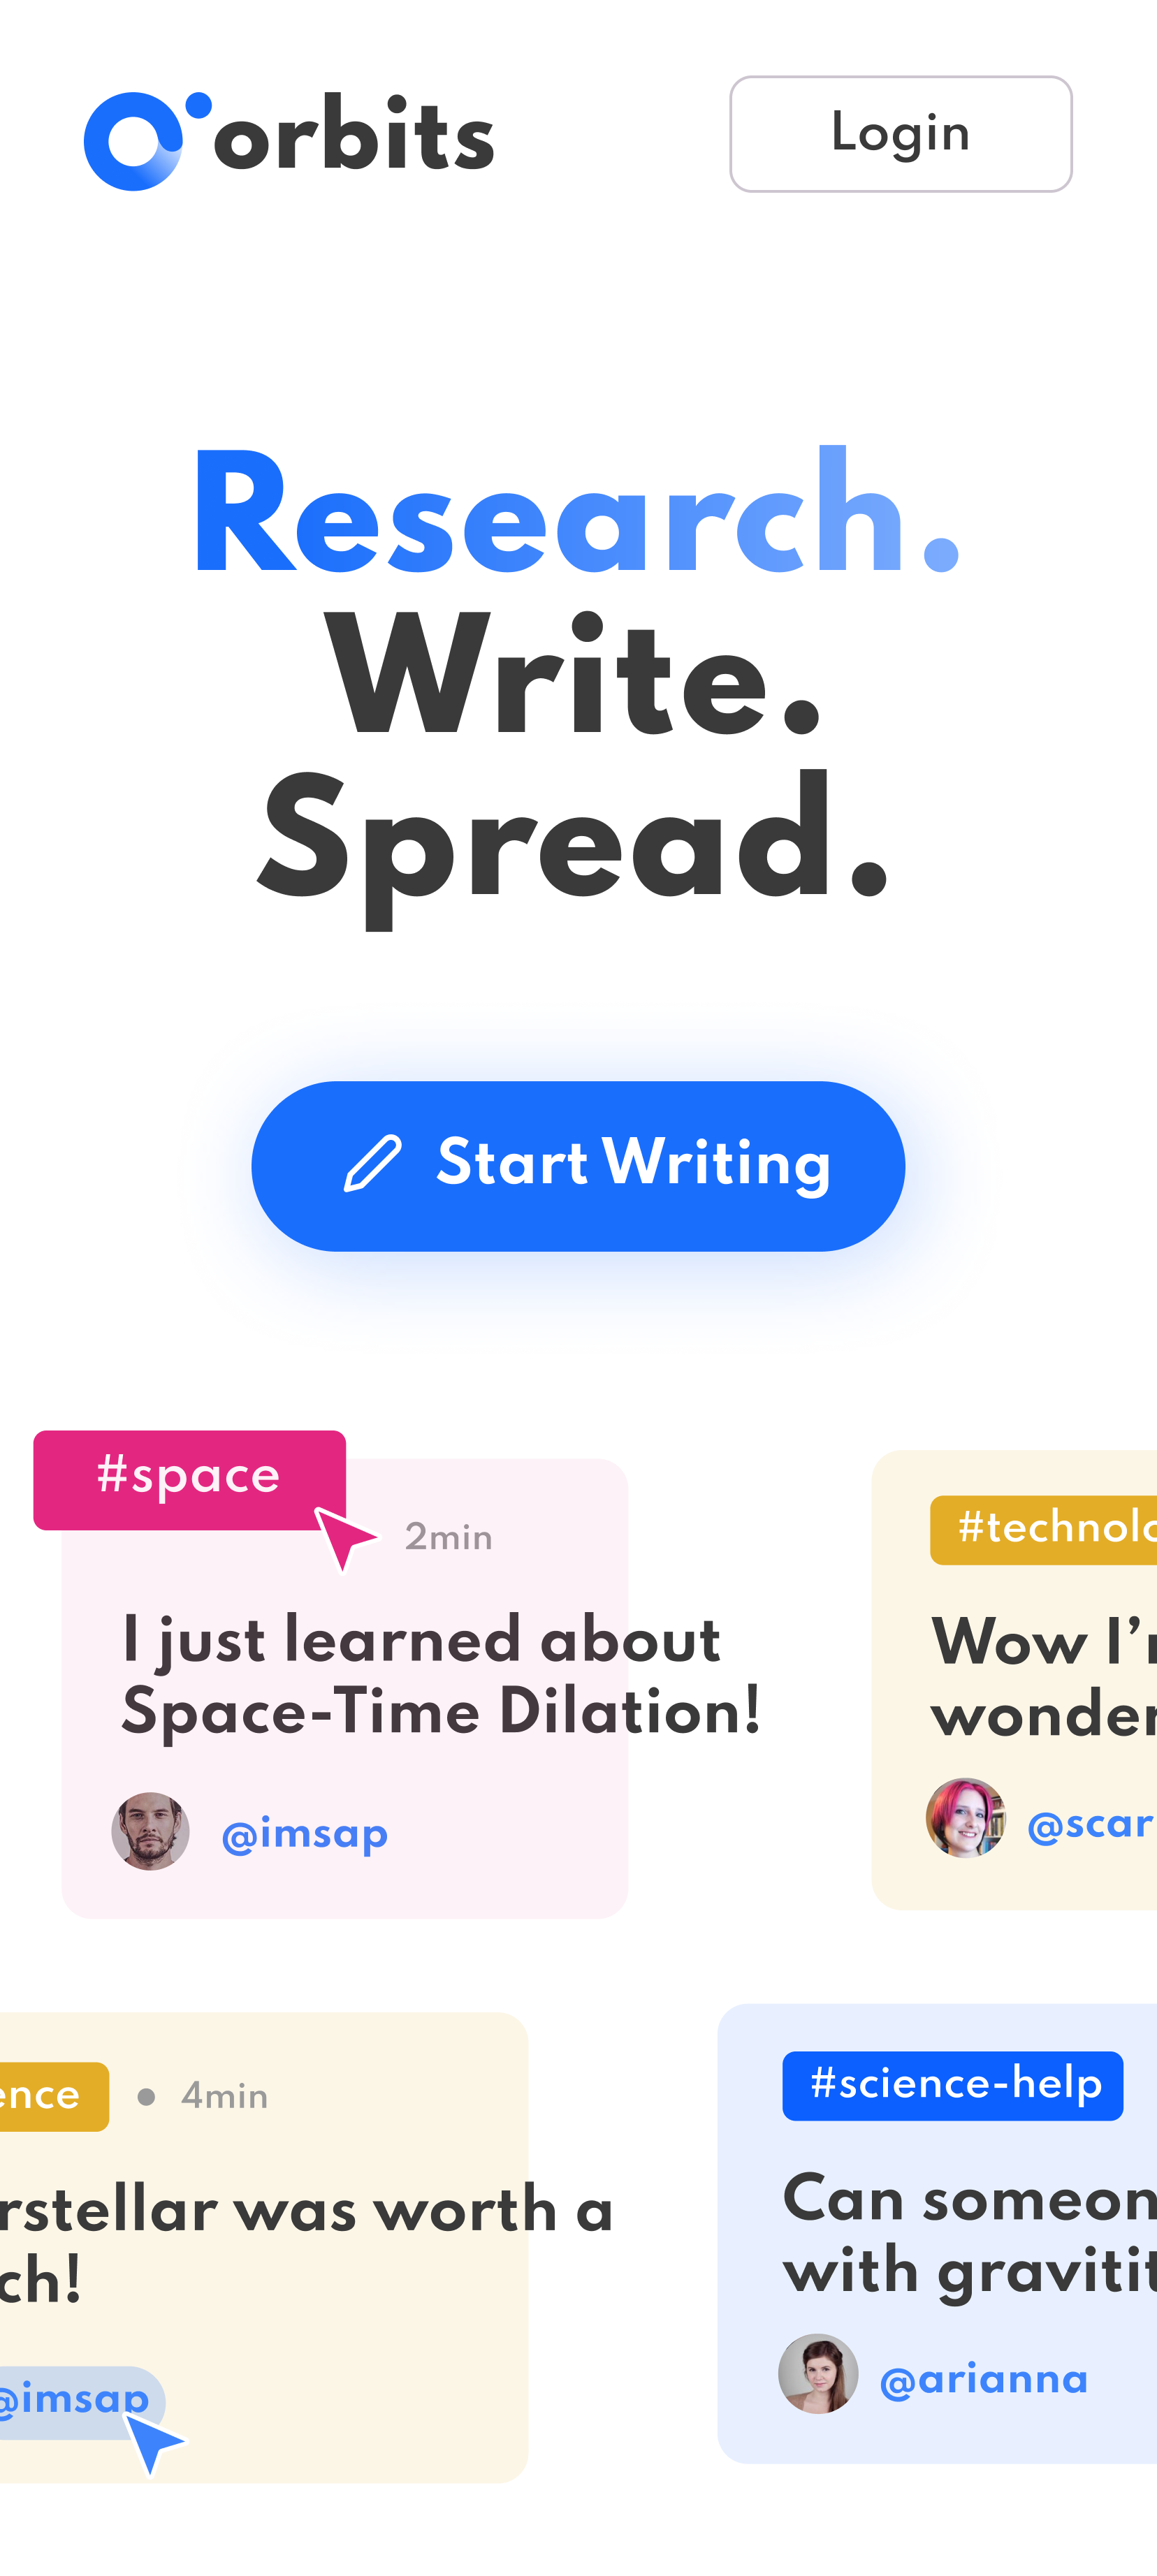 orbits
Login
Research.
Write.
Spread.
Start Writing
#space
2min
I just learned about
Space-Time Dilation!
@imsap
#technolo
Wow I’
wonder
@scar
ence
4min
rstellar was worth a
ch!
@imsap
#science-help
Can someon
with gravitit
@arianna